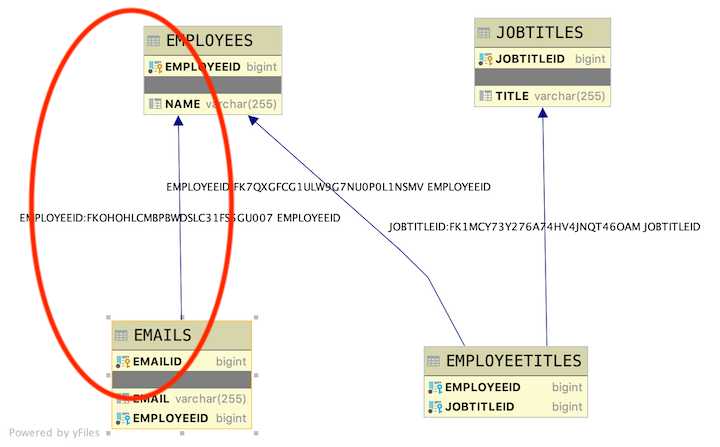 EMPLOYEES
EMPLOYEEID bigint
NAME varchar(255)
JOBTITLES
JOBTITLEID bigint
TITLE varchar(255)
EMPLOYEEID:FK7QXGFCG1ULW9G7NU0P0L1NSMV EMPLOYEEID
EMPLOYEEID:FKOHOHLCMBPBWDSLC31FS5GU007 EMPLOYEEID
JOBTITLEID:FK1MCY73Y276A74HV4JNQT46OAM JOBTITLEID
EMAILS
EMAILID bigint
EMAIL varchar(255)
EMPLOYEEID bigint
EMPLOYEETITLES
EMPLOYEEID bigint
JOBTITLEID bigint
Powered by yFiles